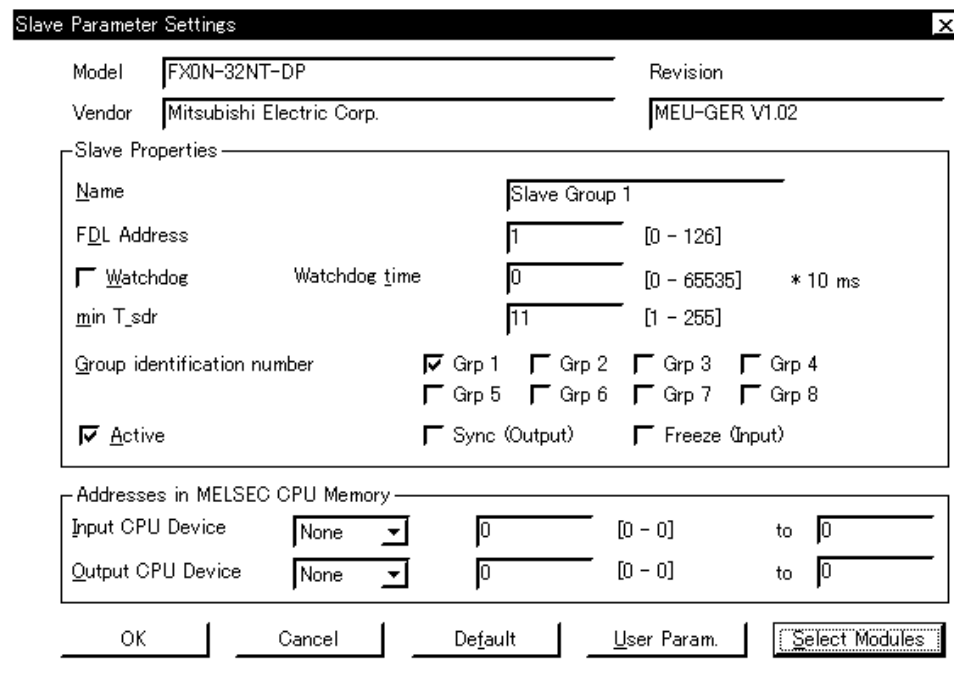 Slave Parameter Settings
Model FX0N-32NT-DP Revision
Vendor Mitsubishi Electric Corp. MEU-GER V1.02
Slave Properties
Name Slave Group 1
FDL Address 1 [0 - 126]
Watchdog Watchdog time 0 [0 - 65535] * 10 ms
min T_sdr 11 [1 - 255]
Group identification number Grp 1 Grp 2 Grp 3 Grp 4
Grp 5 Grp 6 Grp 7 Grp 8
Active Sync (Output) Freeze (Input)
Addresses in MELSEC CPU Memory
Input CPU Device None 0 [0 - 0] to 0
Output CPU Device None 0 [0 - 0] to 0
OK Cancel Default User Param. Select Modules